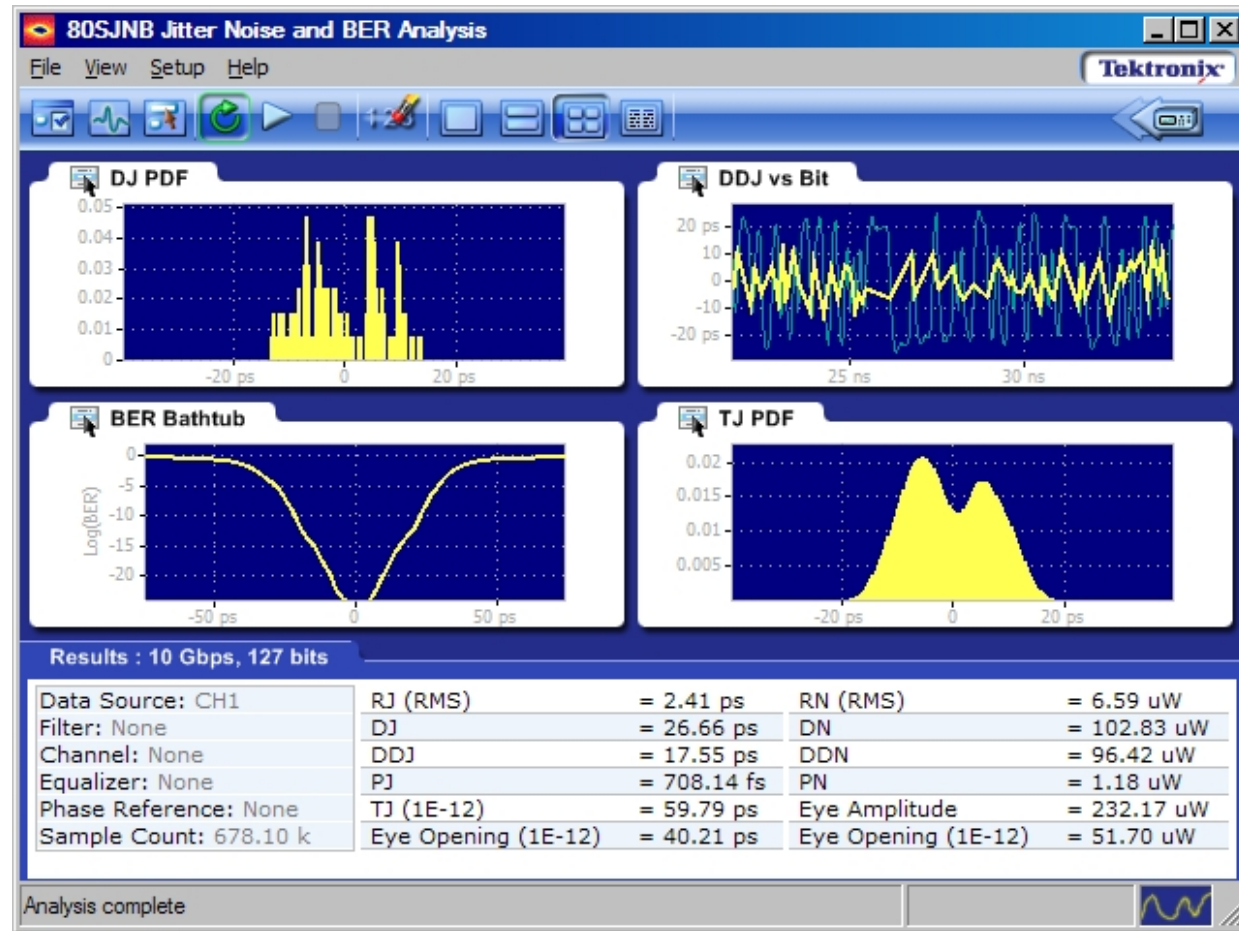 80SJNB Jitter Noise and BER Analysis
File View Setup Help
Tektronix
DJ PDF
0.05
0.04
0.03
0.02
0.01
0
-20 ps 0 20 ps
DDJ vs Bit
20 ps
10
0
-10
-20 ps
25 ns 30 ns
BER Bathtub
Log(BER)
0
-5
-10
-15
-20
-50 ps 0 50 ps
TJ PDF
0.02
0.015
0.01
0.005
-20 ps 0 20 ps
Results : 10 Gbps, 127 bits
Data Source: CH1
Filter: None
Channel: None
Equalizer: None
Phase Reference: None
Sample Count: 678.10 k
RJ (RMS) = 2.41 ps
DJ = 26.66 ps
DDJ = 17.55 ps
PJ = 708.14 fs
TJ (1E-12) = 59.79 ps
Eye Opening (1E-12) = 40.21 ps
RN (RMS) = 6.59 uW
DN = 102.83 uW
DDN = 96.42 uW
PN = 1.18 uW
Eye Amplitude = 232.17 uW
Eye Opening (1E-12) = 51.70 uW
Analysis complete